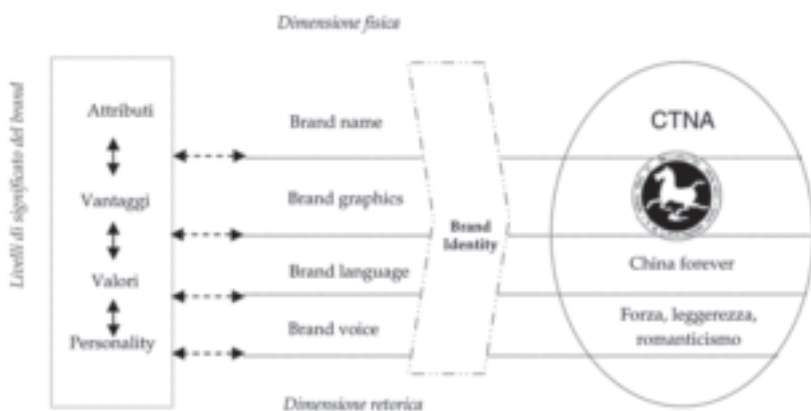 Dimensione fisica
Livelli di significato del brand
Attributi
Vantaggi
Valori
Personality
Brand name
Brand graphics
Brand language
Brand voice
Brand
Identity
CTNA
China forever
Forza, leggerezza,
romanticismo
Dimensione retorica